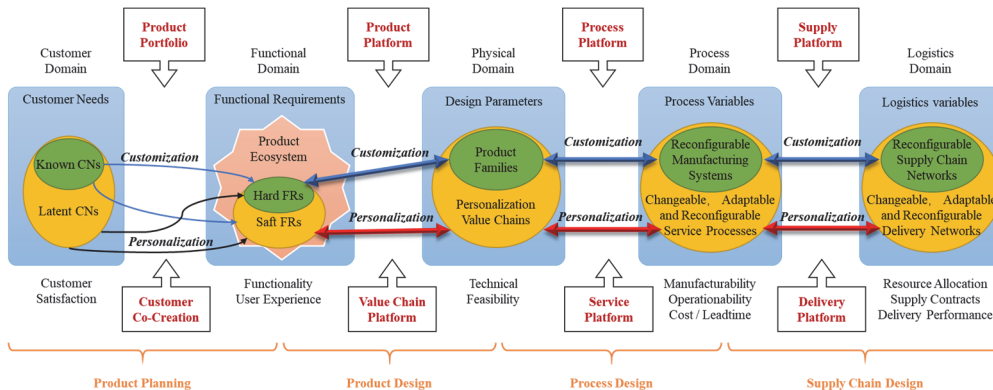 Customer
Domain
Product
Portfolio
Functional
Domain
Product
Platform
Physical
Domain
Process
Platform
Process
Domain
Supply
Platform
Logistics
Domain
Customer Needs
Functional Requirements
Design Parameters
Process Variables
Logistics variables
Known CNs
Latent CNs
Customization
Personalization
Product
Ecosystem
Hard FRs
Saft FRs
Customization
Personalization
Product
Families
Personalization
Value Chains
Customization
Personalization
Reconfigurable
Manufacturing
Systems
Changeable, Adaptable
and Reconfigurable
Service Processes
Customization
Personalization
Reconfigurable
Supply Chain
Networks
Changeable, Adaptable
and Reconfigurable
Delivery Networks
Customer
Satisfaction
Customer
Co-Creation
Functionality
User Experience
Value Chain
Platform
Technical
Feasibility
Service
Platform
Manufacturability
Operationability
Cost / Leadtime
Delivery
Platform
Resource Allocation
Supply Contracts
Delivery Performance
Product Planning
Product Design
Process Design
Supply Chain Design